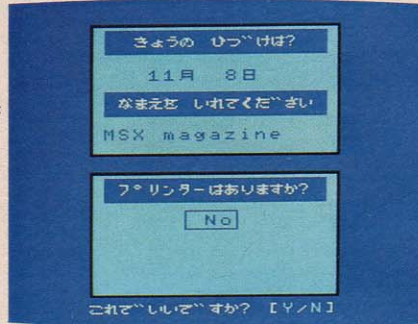 きょうの ひづけは?
11月 8日
なまえを いれてください
MSX magazine
プリンターはありますか?
No
これでいいですか? [Y/N]